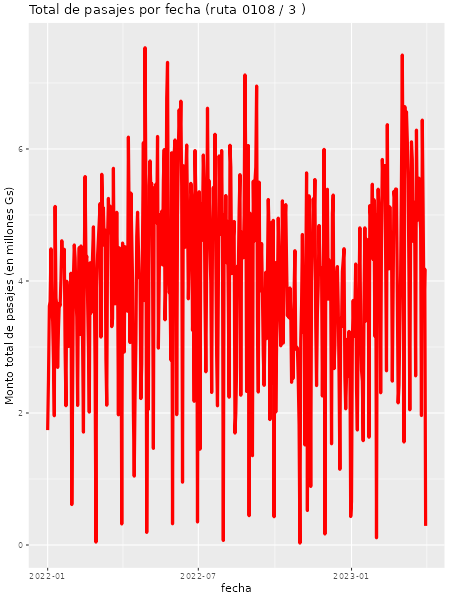 Total de pasajes por fecha (ruta 0108 / 3 )
Monto total de pasajes (en millones Gs)
6
4
2
0
2022-01
2022-07
2023-01
fecha